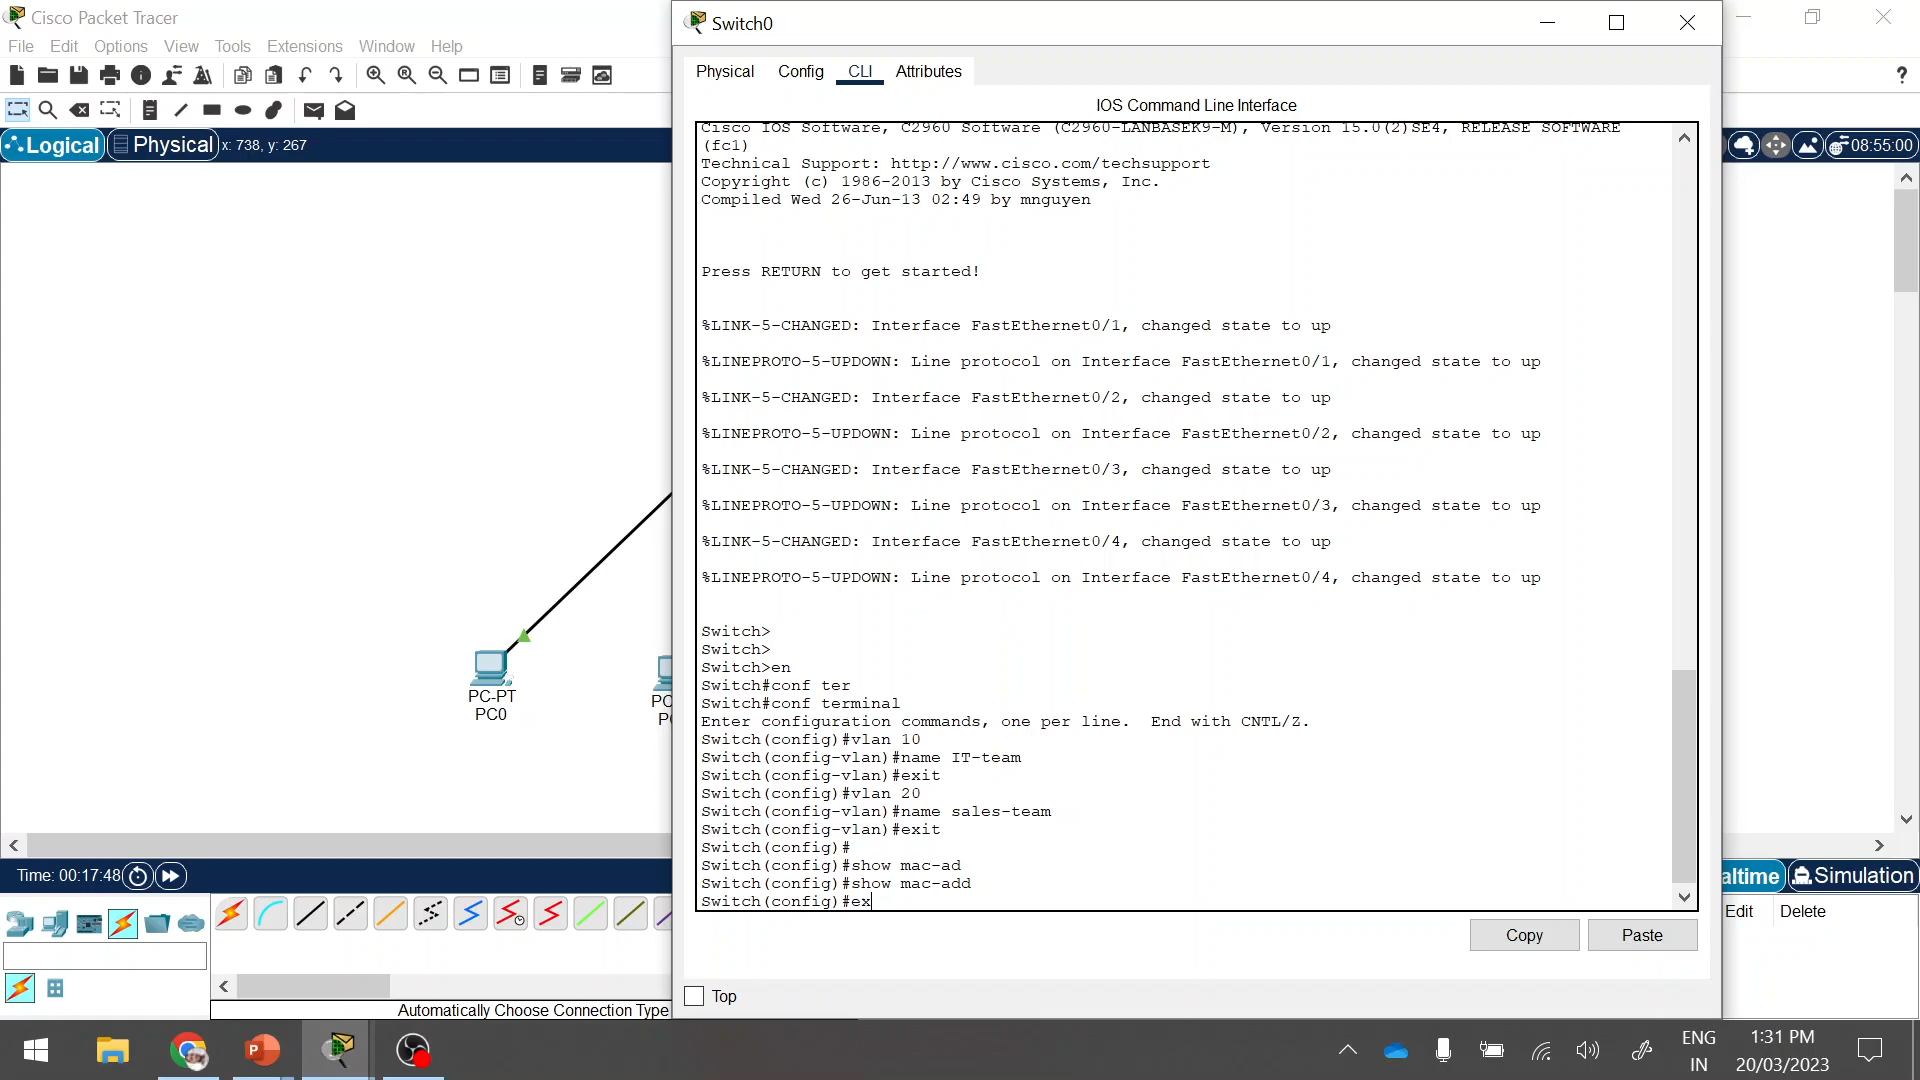 Cisco Packet Tracer
File Edit Options View Tools Extensions Window Help
Logical Physical x: 738, y: 267
PC-PT
PC0
PC
P
Time: 00:17:48
Automatically Choose Connection Type
Switch0
Physical Config CLI Attributes
IOS Command Line Interface
Cisco IOS Software, C2960 Software (C2960-LANBASEK9-M), Version 15.0(2)SE4, RELEASE SOFTWARE
(fc1)
Technical Support: http://www.cisco.com/techsupport
Copyright (c) 1986-2013 by Cisco Systems, Inc.
Compiled Wed 26-Jun-13 02:49 by mnguyen
Press RETURN to get started!
%LINK-5-CHANGED: Interface FastEthernet0/1, changed state to up
%LINEPROTO-5-UPDOWN: Line protocol on Interface FastEthernet0/1, changed state to up
%LINK-5-CHANGED: Interface FastEthernet0/2, changed state to up
%LINEPROTO-5-UPDOWN: Line protocol on Interface FastEthernet0/2, changed state to up
%LINK-5-CHANGED: Interface FastEthernet0/3, changed state to up
%LINEPROTO-5-UPDOWN: Line protocol on Interface FastEthernet0/3, changed state to up
%LINK-5-CHANGED: Interface FastEthernet0/4, changed state to up
%LINEPROTO-5-UPDOWN: Line protocol on Interface FastEthernet0/4, changed state to up
Switch>
Switch>
Switch>en
Switch#conf ter
Switch#conf terminal
Enter configuration commands, one per line. End with CNTL/Z.
Switch(config)#vlan 10
Switch(config-vlan)#name IT-team
Switch(config-vlan)#exit
Switch(config)#vlan 20
Switch(config-vlan)#name sales-team
Switch(config-vlan)#exit
Switch(config)#
Switch(config)#show mac-ad
Switch(config)#show mac-add
Switch(config)#ex
Copy Paste
Top
?
08:55:00
altime Simulation
Edit Delete
ENG
IN
1:31 PM
20/03/2023